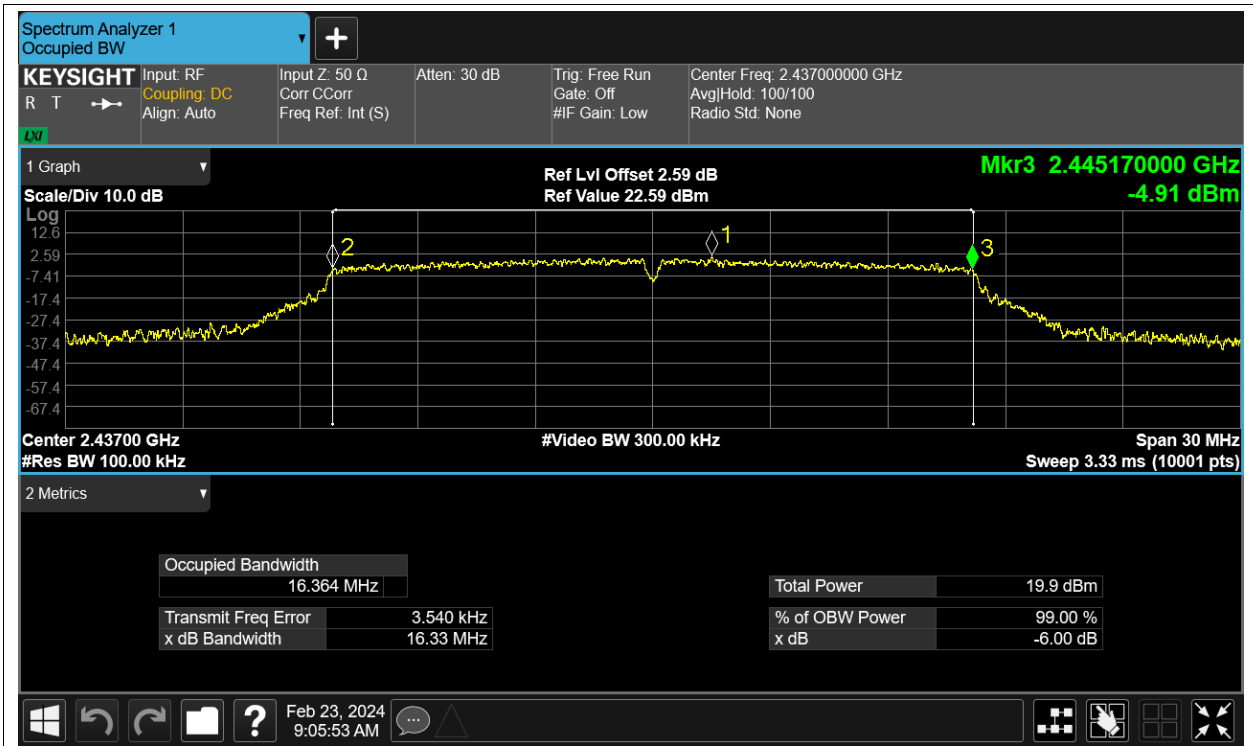 Spectrum Analyzer 1
Occupied BW
KEYSIGHT
R T
LXI
Input: RF
Coupling: DC
Align: Auto
Input Z: 50 Ω
Corr CCorr
Freq Ref: Int (S)
Atten: 30 dB
Trig: Free Run
Gate: Off
#IF Gain: Low
Center Freq: 2.437000000 GHz
Avg|Hold: 100/100
Radio Std: None
1 Graph
Scale/Div 10.0 dB
Ref Lvl Offset 2.59 dB
Ref Value 22.59 dBm
Mkr3 2.445170000 GHz
-4.91 dBm
Log
12.6
2.59
-7.41
-17.4
-27.4
-37.4
-47.4
-57.4
-67.4
2
1
3
Center 2.43700 GHz
#Res BW 100.00 kHz
#Video BW 300.00 kHz
Span 30 MHz
Sweep 3.33 ms (10001 pts)
2 Metrics
Occupied Bandwidth
16.364 MHz
Transmit Freq Error 3.540 kHz
x dB Bandwidth 16.33 MHz
Total Power 19.9 dBm
% of OBW Power 99.00 %
x dB -6.00 dB
?
Feb 23, 2024
9:05:53 AM